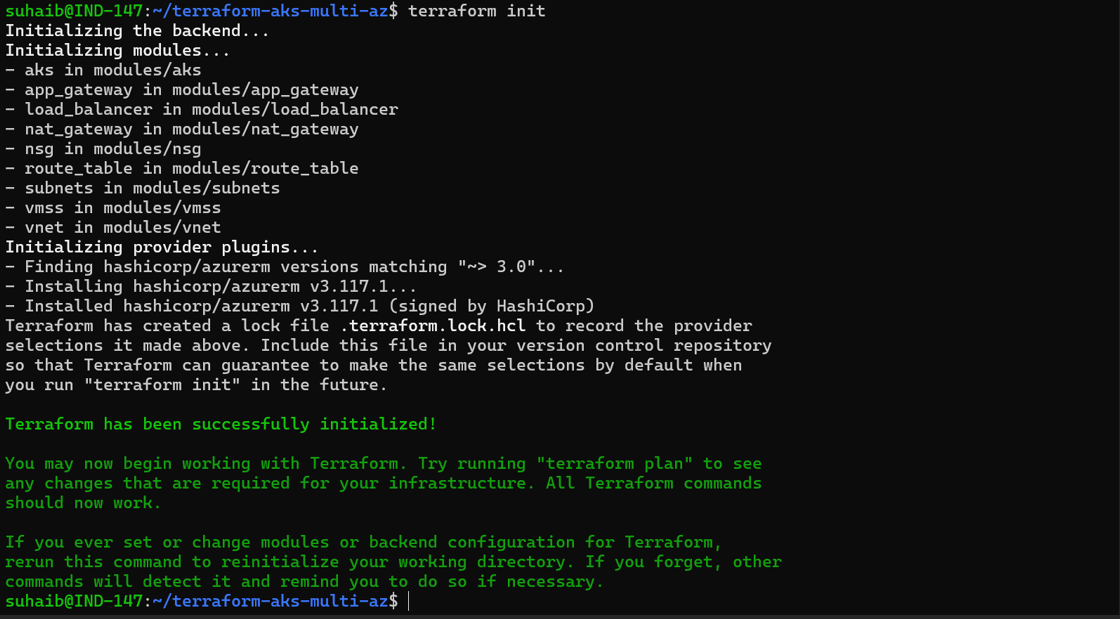 suhaib@IND-147:~/terraform-aks-multi-az$ terraform init
Initializing the backend...
Initializing modules...
- aks in modules/aks
- app_gateway in modules/app_gateway
- load_balancer in modules/load_balancer
- nat_gateway in modules/nat_gateway
- nsg in modules/nsg
- route_table in modules/route_table
- subnets in modules/subnets
- vmss in modules/vmss
- vnet in modules/vnet
Initializing provider plugins...
- Finding hashicorp/azurerm versions matching "~> 3.0"...
- Installing hashicorp/azurerm v3.117.1...
- Installed hashicorp/azurerm v3.117.1 (signed by HashiCorp)
Terraform has created a lock file .terraform.lock.hcl to record the provider
selections it made above. Include this file in your version control repository
so that Terraform can guarantee to make the same selections by default when
you run "terraform init" in the future.
Terraform has been successfully initialized!
You may now begin working with Terraform. Try running "terraform plan" to see
any changes that are required for your infrastructure. All Terraform commands
should now work.
If you ever set or change modules or backend configuration for Terraform,
rerun this command to reinitialize your working directory. If you forget, other
commands will detect it and remind you to do so if necessary.
suhaib@IND-147:~/terraform-aks-multi-az$